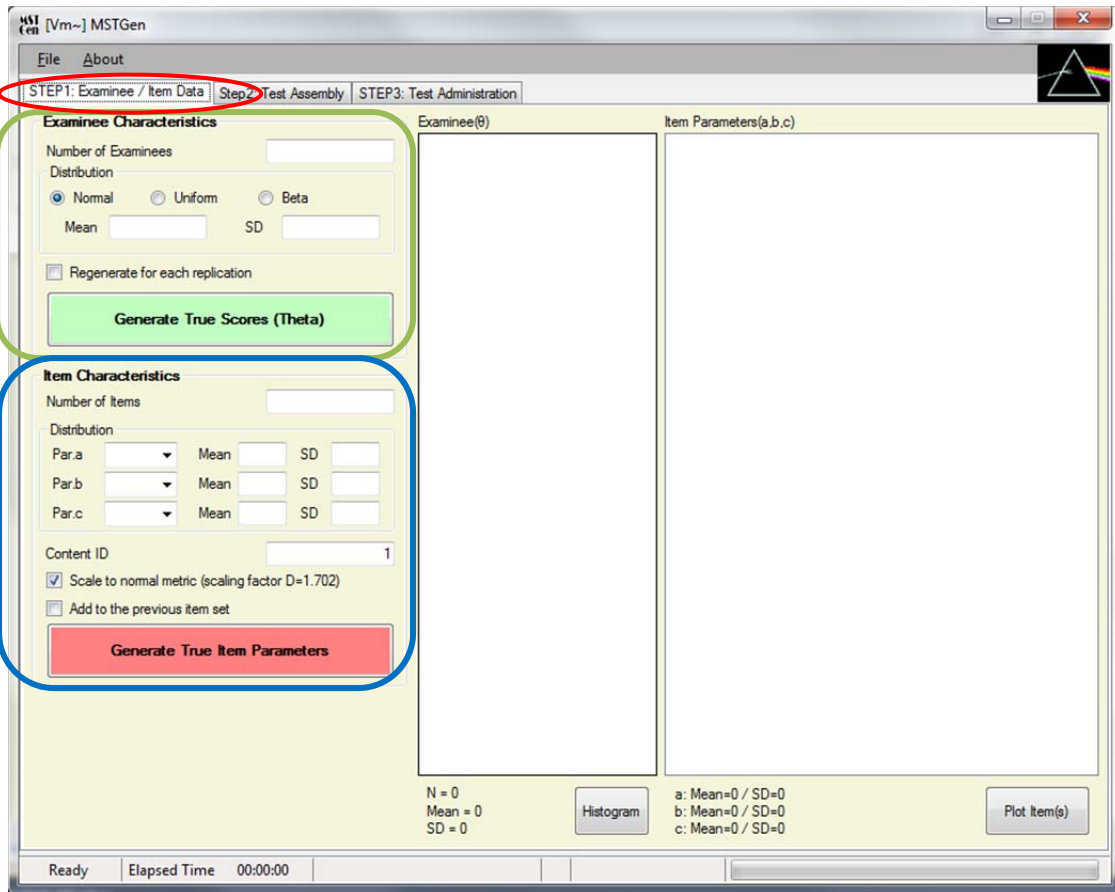 MST Gen [Vm~] MSTGen
File About
STEP1: Examinee / Item Data Step2: Test Assembly STEP3: Test Administration
Examinee Characteristics
Number of Examinees
Distribution
Normal Uniform Beta
Mean SD
Regenerate for each replication
Generate True Scores (Theta)
Item Characteristics
Number of Items
Distribution
Par.a Mean SD
Par.b Mean SD
Par.c Mean SD
Content ID 1
Scale to normal metric (scaling factor D=1.702)
Add to the previous item set
Generate True Item Parameters
Examinee(θ)
N = 0
Mean = 0
SD = 0
Histogram
Item Parameters(a,b,c)
a: Mean=0 / SD=0
b: Mean=0 / SD=0
c: Mean=0 / SD=0
Plot Item(s)
Ready Elapsed Time 00:00:00